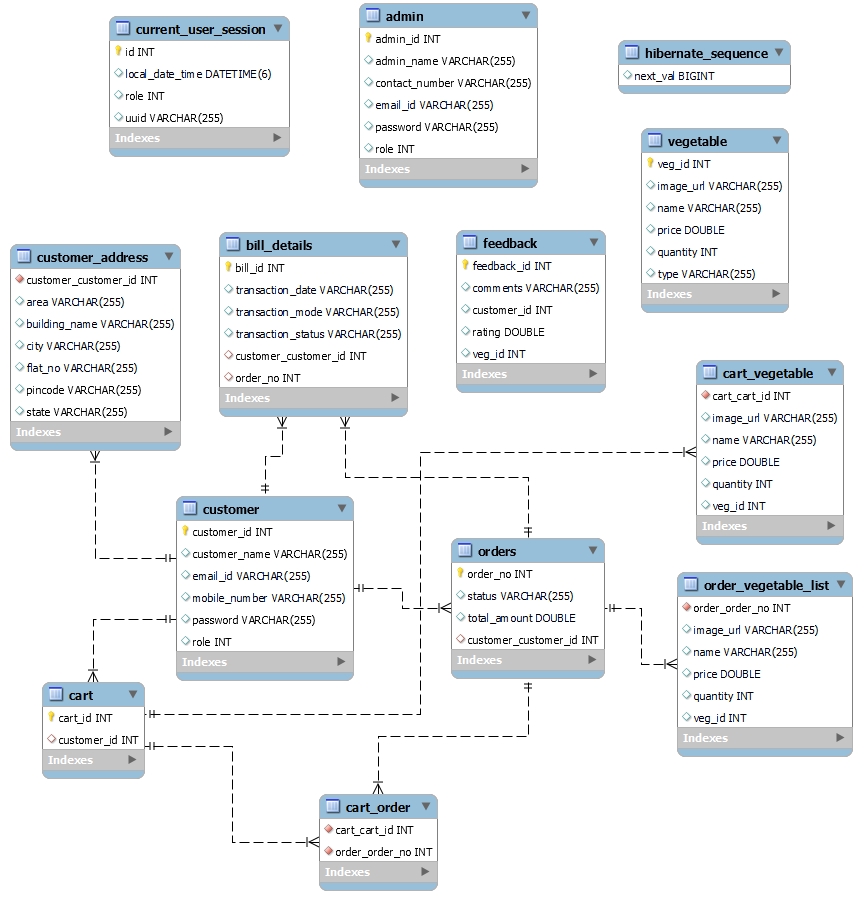 current_user_session
id INT
local_date_time DATETIME(6)
role INT
uuid VARCHAR(255)
Indexes
admin
admin_id INT
admin_name VARCHAR(255)
contact_number VARCHAR(255)
email_id VARCHAR(255)
password VARCHAR(255)
role INT
Indexes
hibernate_sequence
next_val BIGINT
vegetable
veg_id INT
image_url VARCHAR(255)
name VARCHAR(255)
price DOUBLE
quantity INT
type VARCHAR(255)
Indexes
customer_address
customer_customer_id INT
area VARCHAR(255)
building_name VARCHAR(255)
city VARCHAR(255)
flat_no VARCHAR(255)
pincode VARCHAR(255)
state VARCHAR(255)
Indexes
bill_details
bill_id INT
transaction_date VARCHAR(255)
transaction_mode VARCHAR(255)
transaction_status VARCHAR(255)
customer_customer_id INT
order_no INT
Indexes
feedback
feedback_id INT
comments VARCHAR(255)
customer_id INT
rating DOUBLE
veg_id INT
Indexes
cart_vegetable
cart_cart_id INT
image_url VARCHAR(255)
name VARCHAR(255)
price DOUBLE
quantity INT
veg_id INT
Indexes
customer
customer_id INT
customer_name VARCHAR(255)
email_id VARCHAR(255)
mobile_number VARCHAR(255)
password VARCHAR(255)
role INT
Indexes
orders
order_no INT
status VARCHAR(255)
total_amount DOUBLE
customer_customer_id INT
Indexes
order_vegetable_list
order_order_no INT
image_url VARCHAR(255)
name VARCHAR(255)
price DOUBLE
quantity INT
veg_id INT
Indexes
cart
cart_id INT
customer_id INT
Indexes
cart_order
cart_cart_id INT
order_order_no INT
Indexes